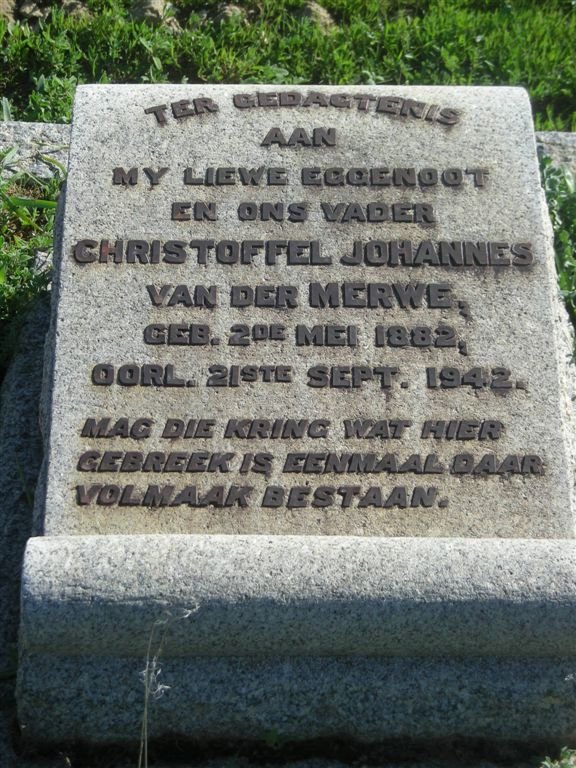 TER GEDAGTENIS
AAN
MY LIEWE EGGENOOT
EN ONS VADER
CHRISTOFFEL JOHANNES
VAN DER MERWE,
GEB. 2DE MEI 1882,
OORL. 21STE SEPT. 1942.
MAG DIE KRING WAT HIER
GEBREEK IS, EENMAAL DAAR
VOLMAAK BESTAAN.